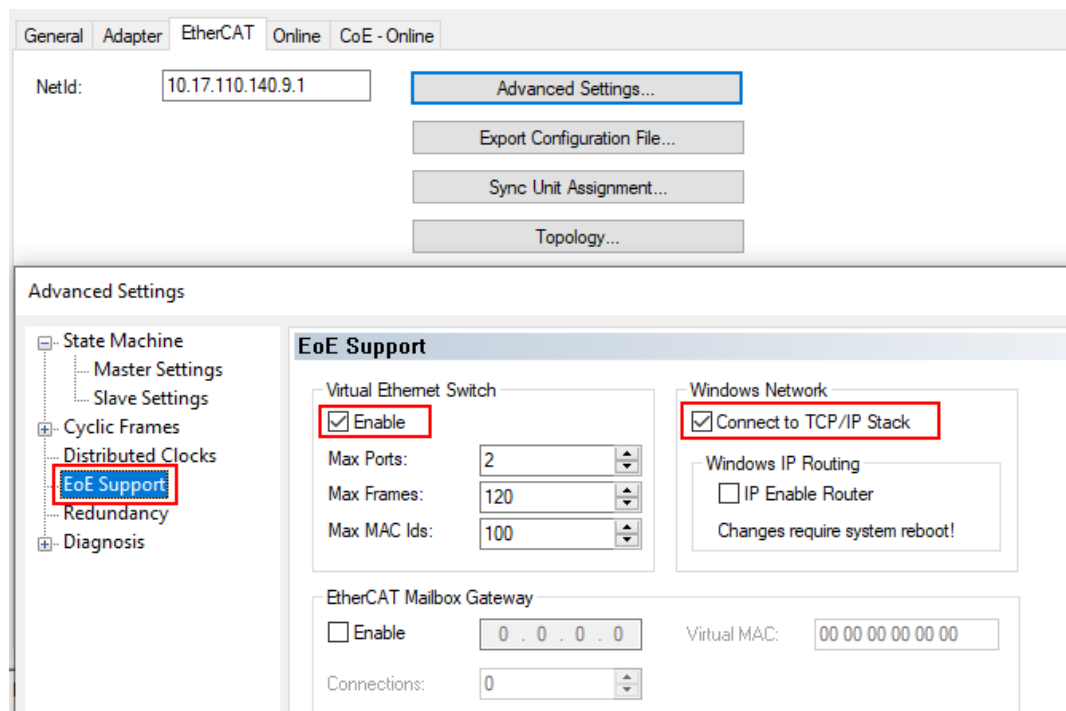 General Adapter EtherCAT Online CoE - Online
NetId: 10.17.110.140.9.1 Advanced Settings...
Export Configuration File...
Sync Unit Assignment...
Topology...
Advanced Settings
State Machine
Master Settings
Slave Settings
Cyclic Frames
Distributed Clocks
EoE Support
Redundancy
Diagnosis
EoE Support
Virtual Ethernet Switch
Enable
Max Ports: 2
Max Frames: 120
Max MAC Ids: 100
Windows Network
Connect to TCP/IP Stack
Windows IP Routing
IP Enable Router
Changes require system reboot!
EtherCAT Mailbox Gateway
Enable 0 . 0 . 0 . 0 Virtual MAC: 00 00 00 00 00 00
Connections: 0